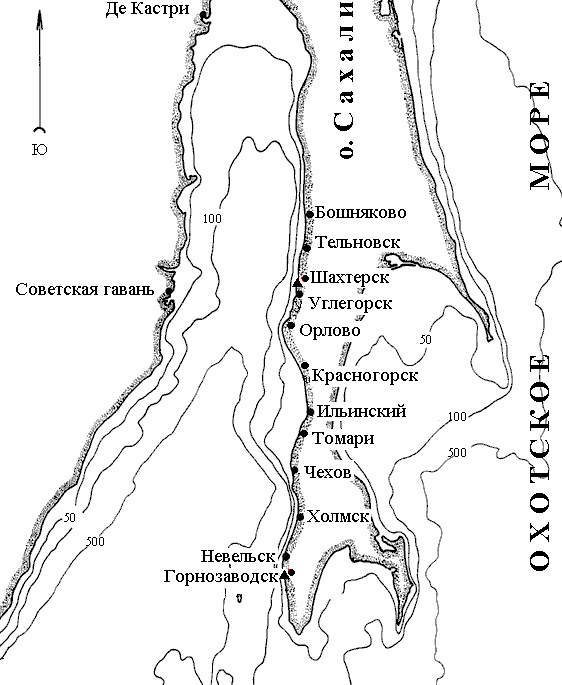 Де Кастри
о. Сахали
МОРЕ
Ю
Бошняково
100
Тельновск
Шахтерск
Советская гавань
Углегорск
Орлово
50
Красногорск
Ильинский
100
Томари
500
ОХОТСКОЕ
Чехов
50
Холмск
500
Невельск
Горнозаводск